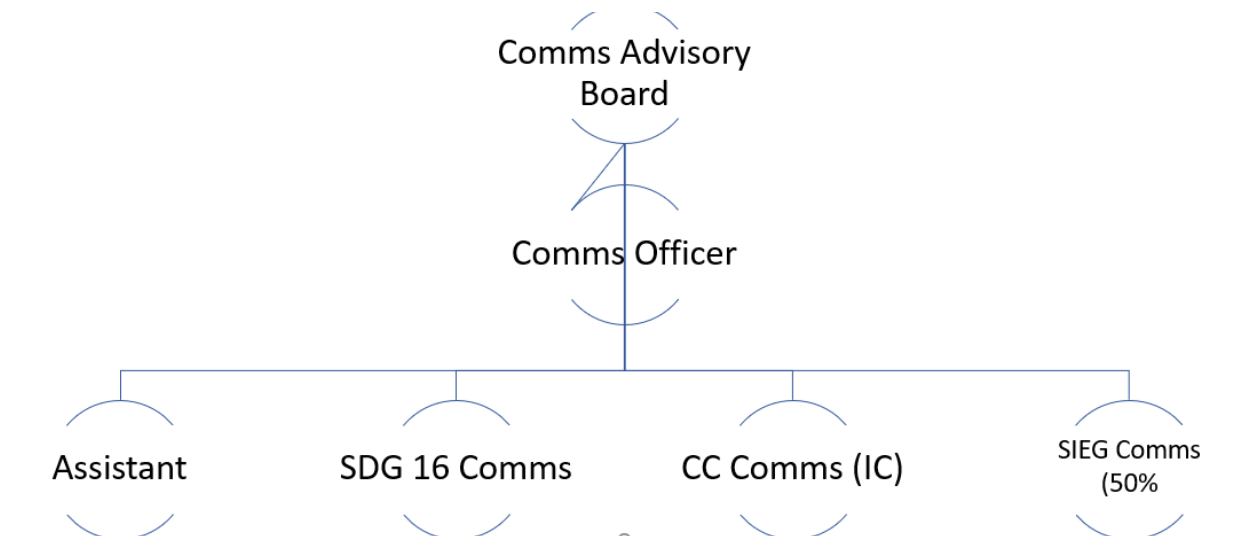 Comms Advisory
Board
Comms Officer
Assistant
SDG 16 Comms
CC Comms (IC)
SIEG Comms
(50%